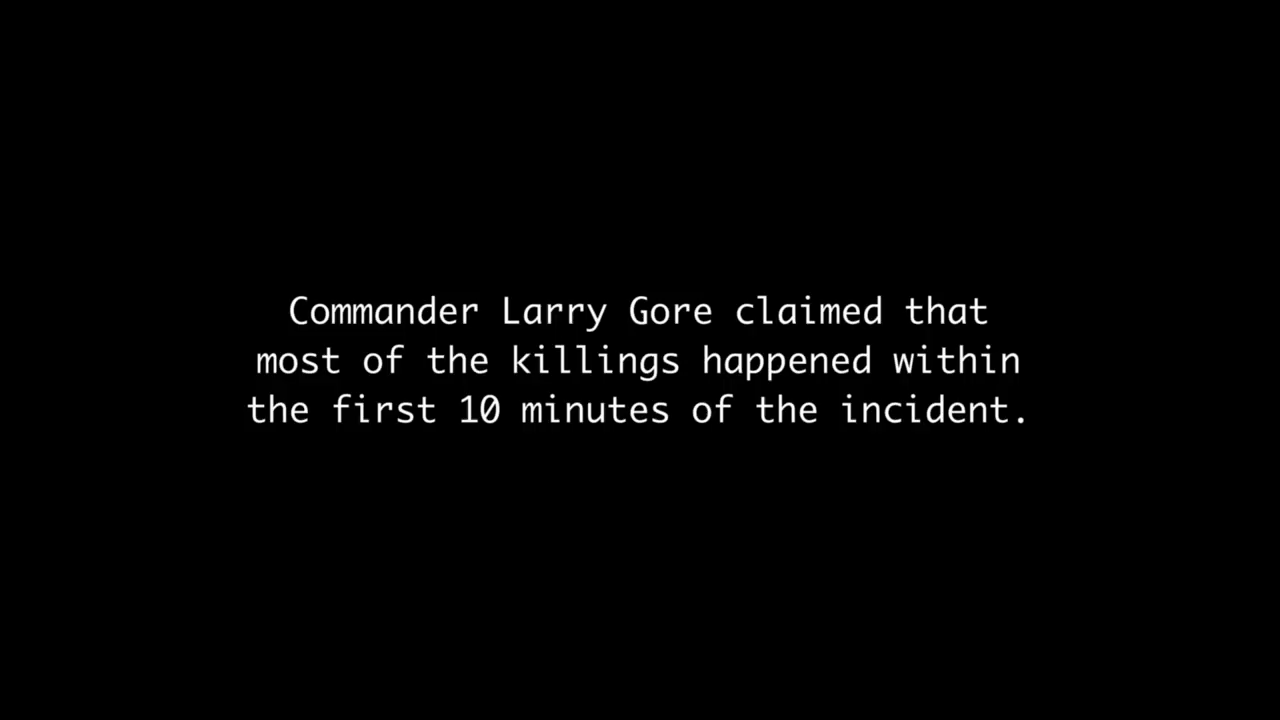 Commander Larry Gore claimed that
most of the killings happened within
the first 10 minutes of the incident.